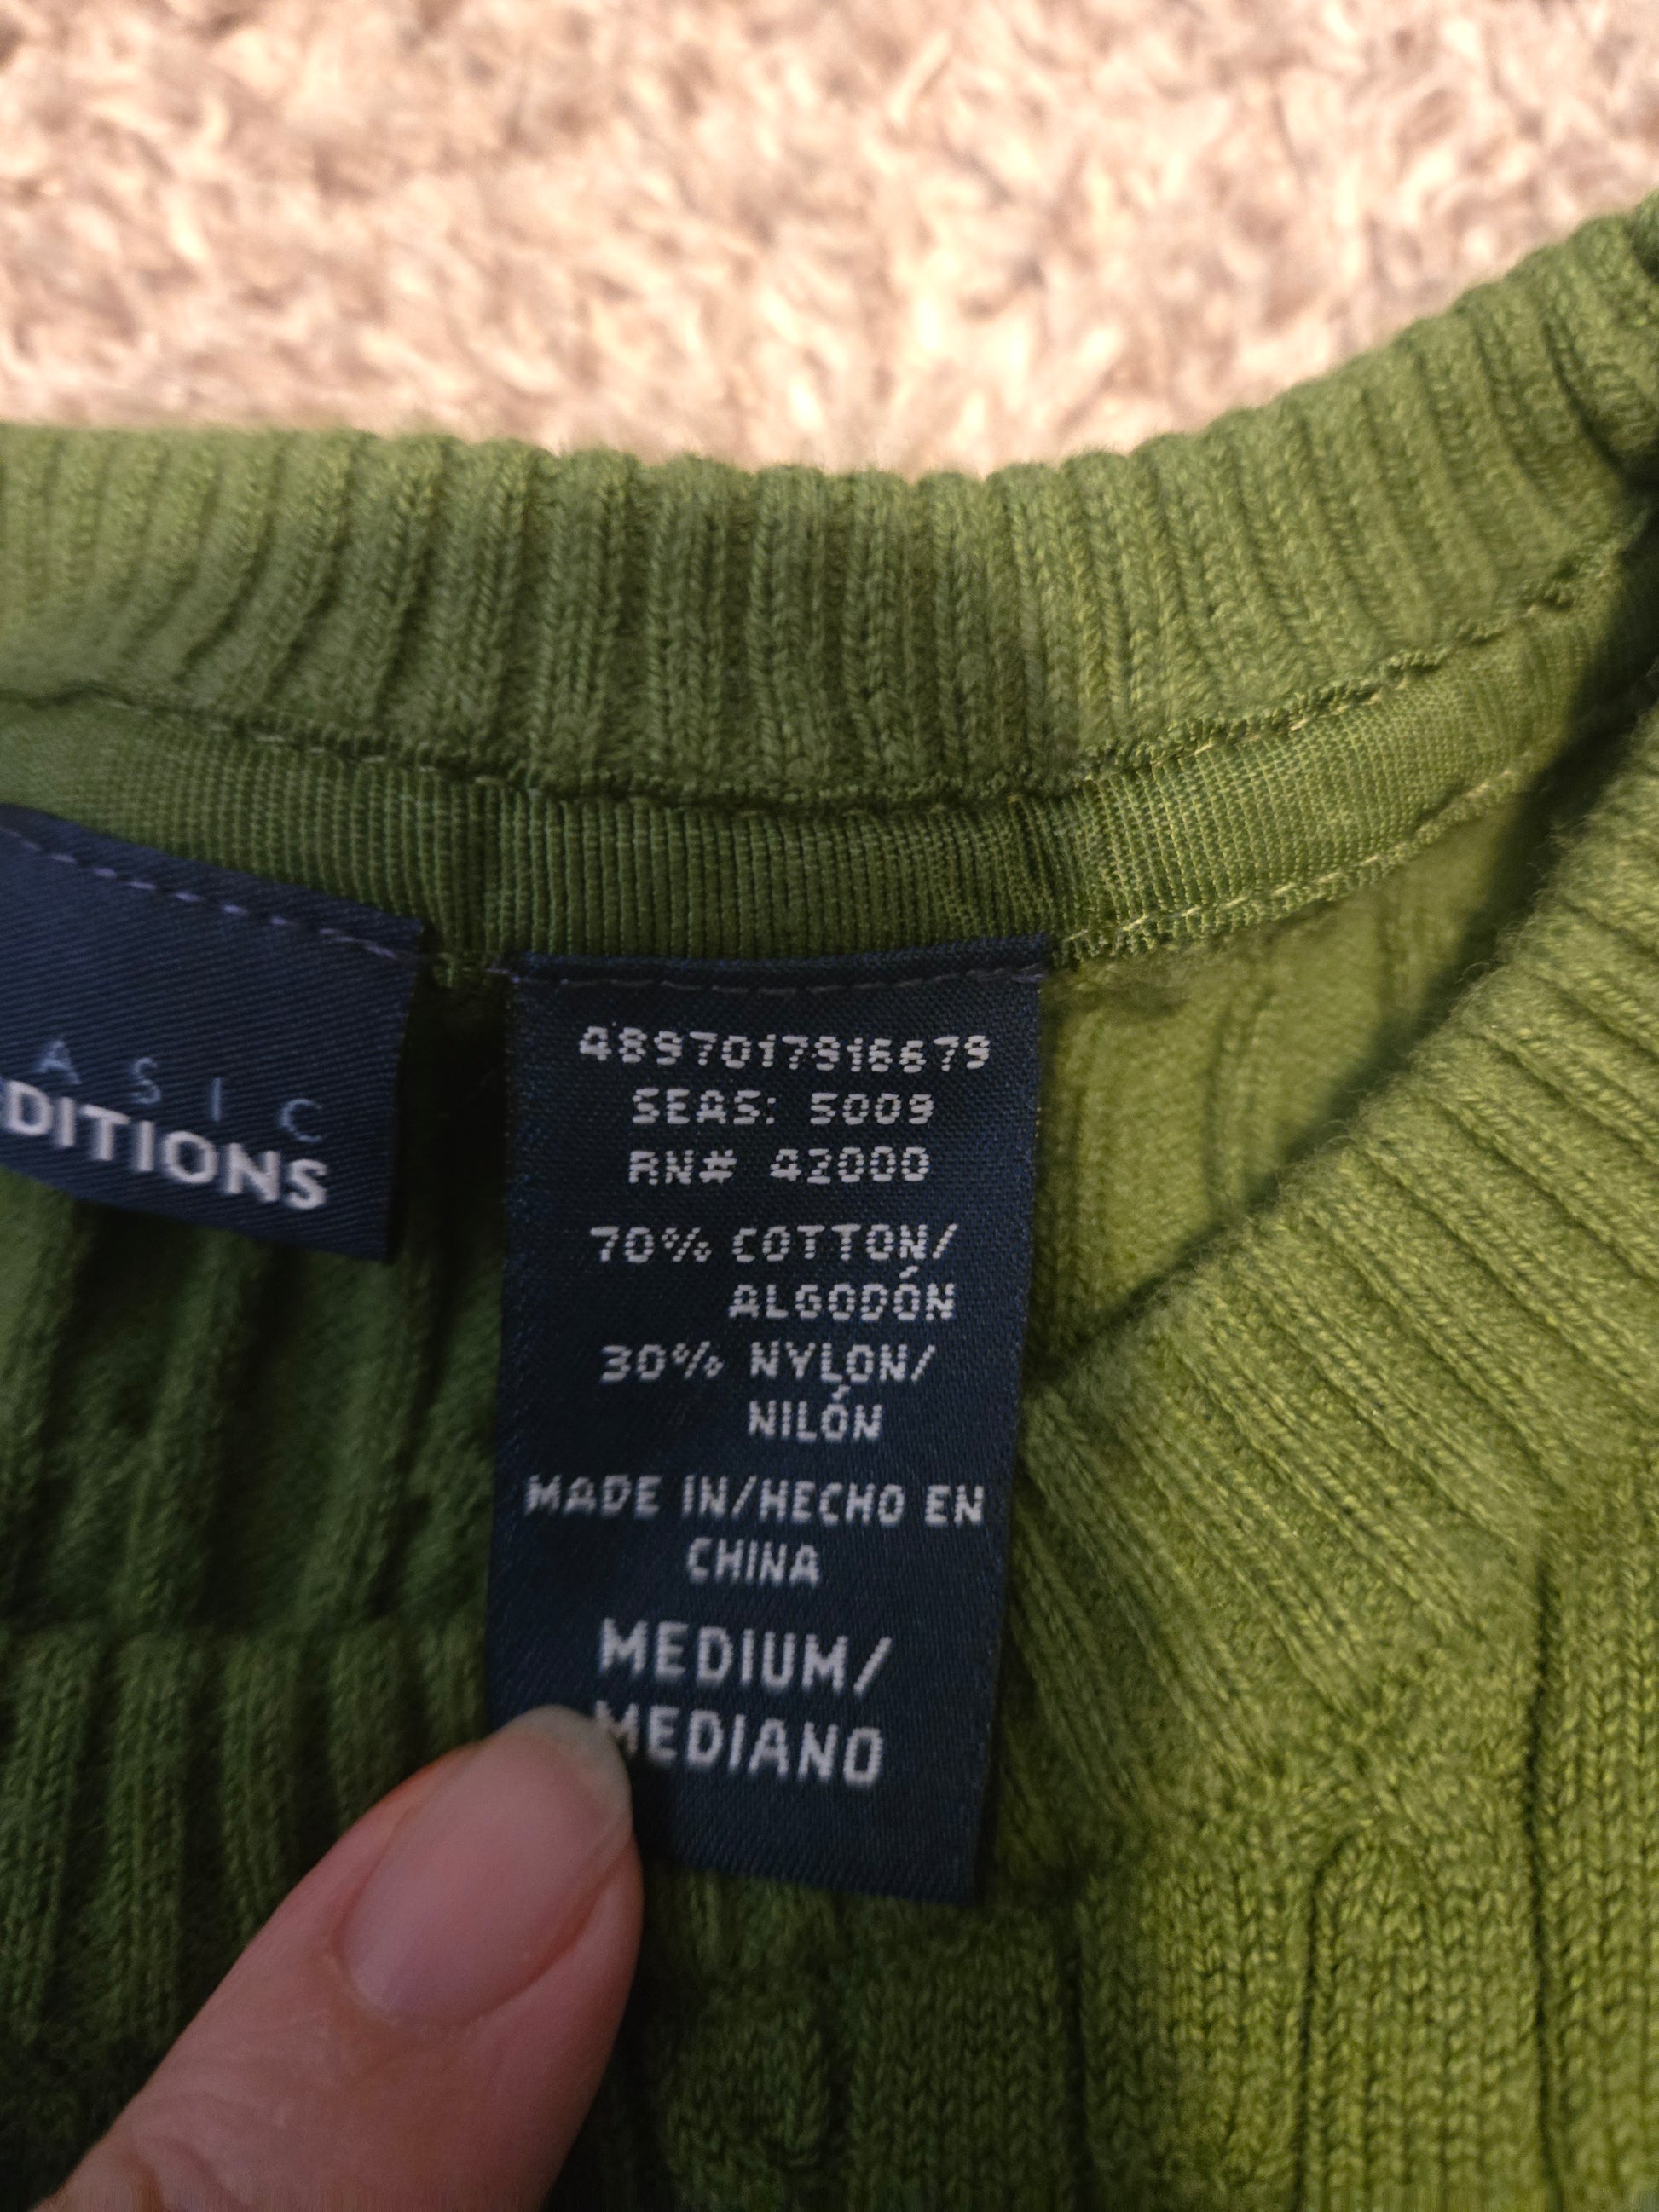 ASIC
DITIONS
4897017916679
SEAS: 5009
RN# 42000
70% COTTON/
ALGODÓN
30% NYLON/
NILÓN
MADE IN/HECHO EN
CHINA
MEDIUM/
MEDIANO